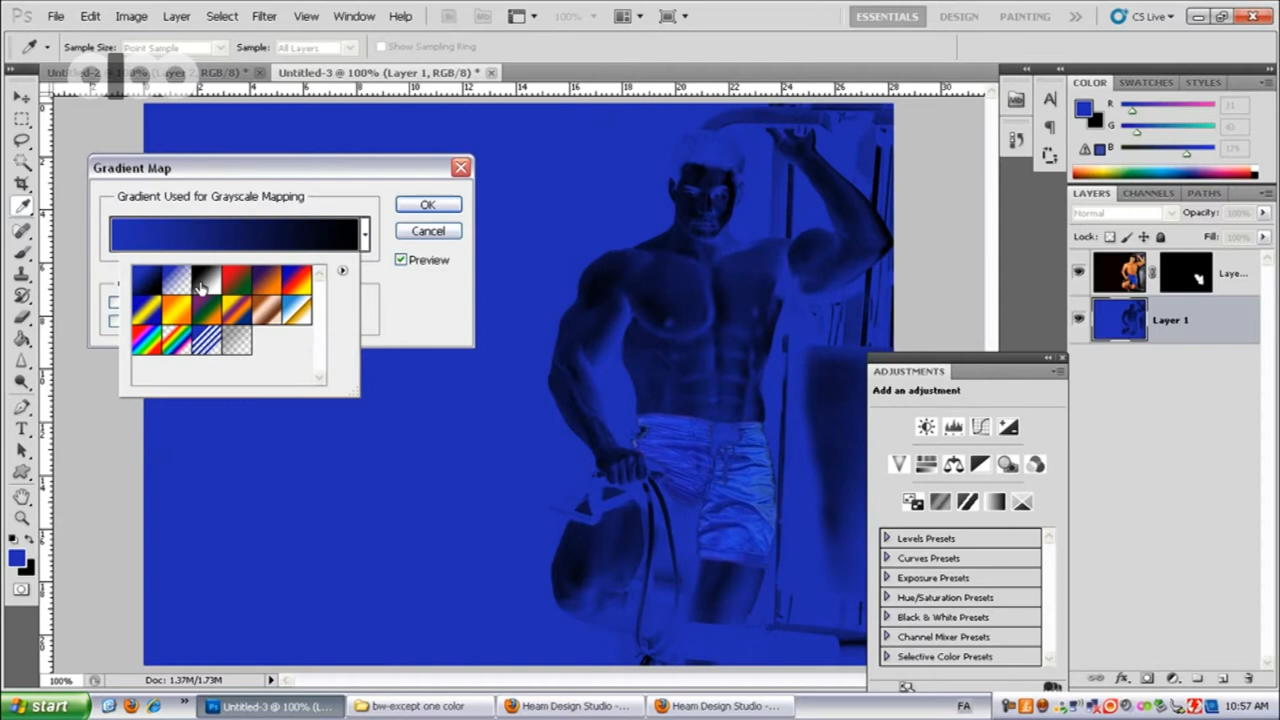 Ps File Edit Image Layer Select Filter View Window Help Mb 100% ESSENTIALS DESIGN PAINTING CS Live
Sample Size: Point Sample Sample: All Layers Show Sampling Ring
Untitled-3 @ 100% (Layer 1, RGB/8) *
COLOR SWATCHES STYLES
R
G
B
LAYERS CHANNELS PATHS
Normal Opacity: 100%
Lock: Fill: 100%
Laye...
Layer 1
Gradient Map
Gradient Used for Grayscale Mapping
OK
Cancel
Preview
ADJUSTMENTS
Add an adjustment
Levels Presets
Curves Presets
Exposure Presets
Hue/Saturation Presets
Black & White Presets
Channel Mixer Presets
Selective Color Presets
100% Doc: 1.37M/1.73M
start Untitled-3 @ 100% (L... bw-except one color Heam Design Studio -... Heam Design Studio -... FA 10:57 AM